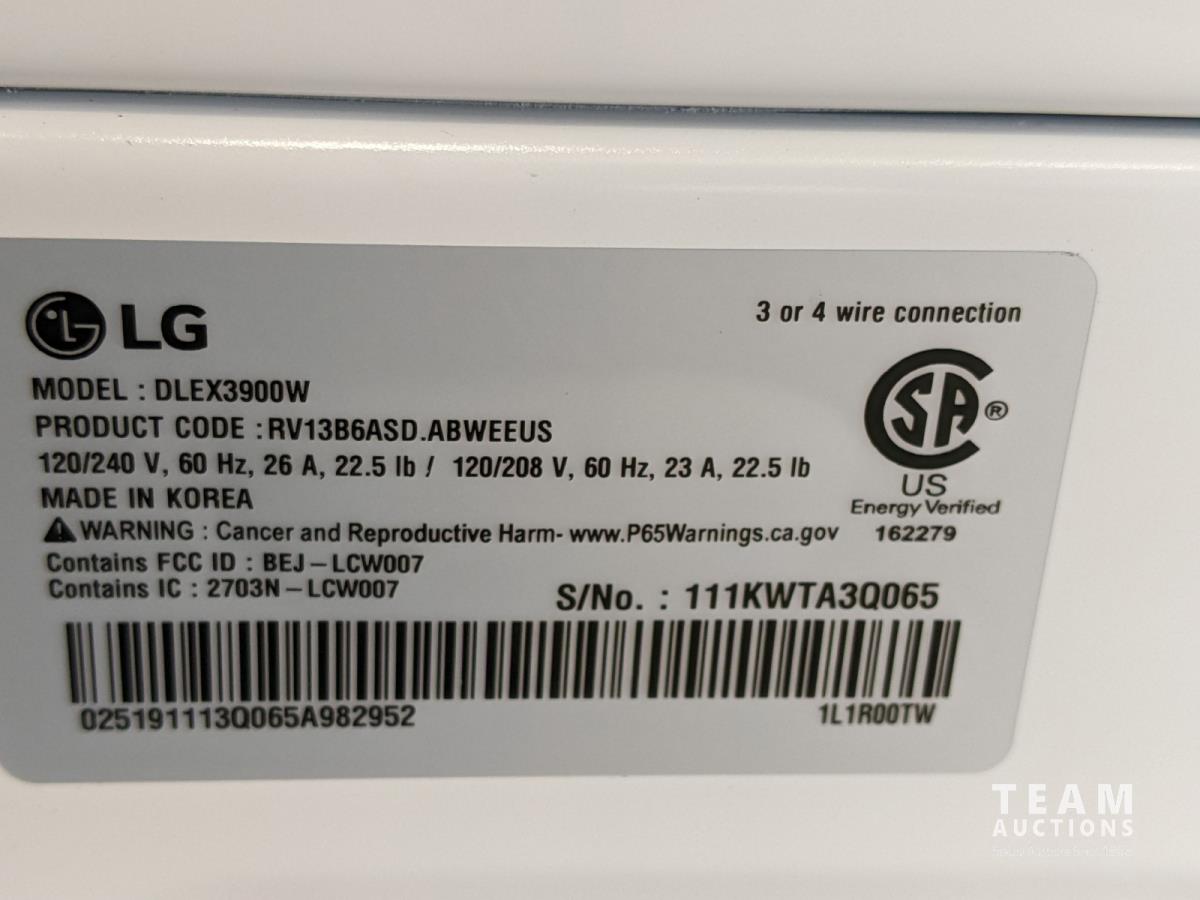 3 or 4 wire connection
LG
MODEL : DLEX3900W
PRODUCT CODE : RV13B6ASD.ABWEEUS
120/240 V, 60 Hz, 26 A, 22.5 lb / 120/208 V, 60 Hz, 23 A, 22.5 lb
MADE IN KOREA
WARNING : Cancer and Reproductive Harm- www.P65Warnings.ca.gov
Contains FCC ID : BEJ-LCW007
Contains IC : 2703N-LCW007
SA ®
US
Energy Verified
162279
S/No. : 111KWTA3Q065
025191113Q065A982952
1L1R00TW
TEAM
AUCTIONS